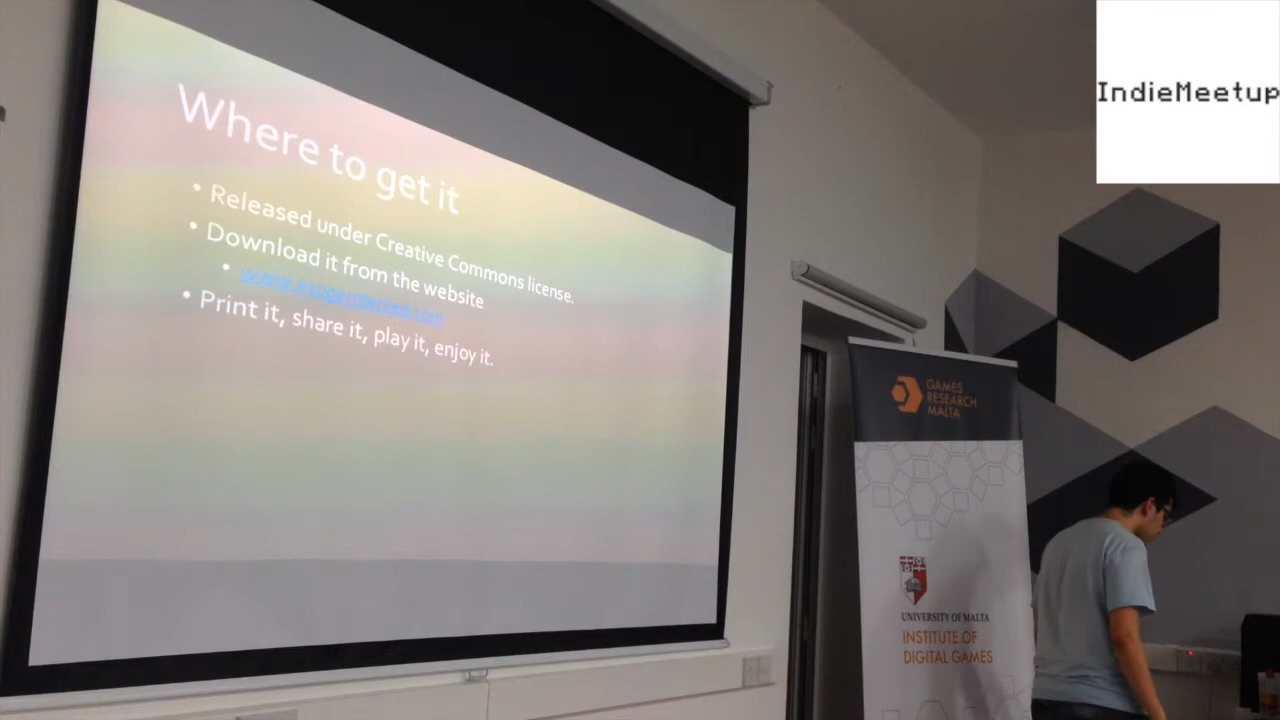 IndieMeetup
Where to get it
• Released under Creative Commons license.
• Download it from the website
• Print it, share it, play it, enjoy it.
GAMES
RESEARCH
MALTA
UNIVERSITY OF MALTA
INSTITUTE OF
DIGITAL GAMES